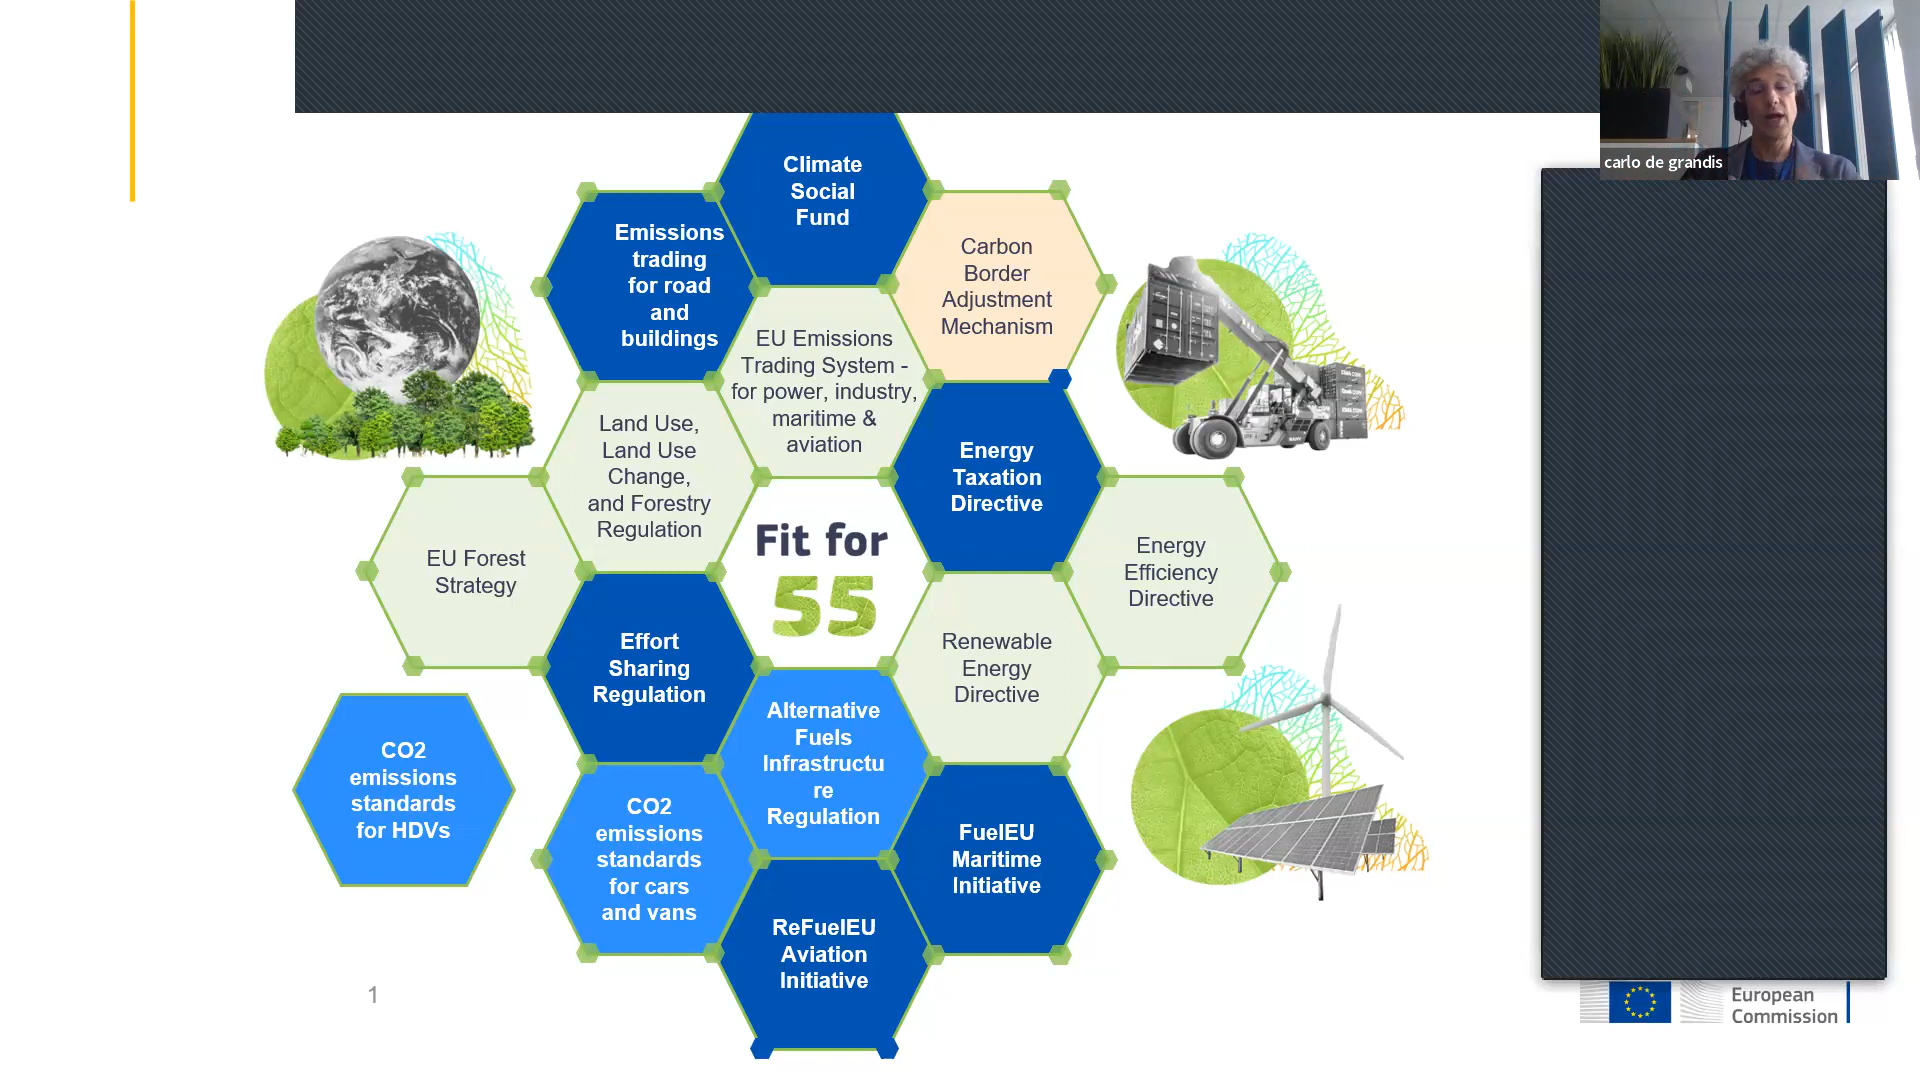 carlo de grandis
Climate
Social
Fund
Emissions
trading
for road
and
buildings
Carbon
Border
Adjustment
Mechanism
EU Emissions
Trading System -
for power, industry,
maritime &
aviation
Land Use,
Land Use
Change,
and Forestry
Regulation
Energy
Taxation
Directive
EU Forest
Strategy
Fit for
55
Energy
Efficiency
Directive
Effort
Sharing
Regulation
Renewable
Energy
Directive
Alternative
Fuels
Infrastructu
re
Regulation
CO2
emissions
standards
for HDVs
CO2
emissions
standards
for cars
and vans
FuelEU
Maritime
Initiative
ReFuelEU
Aviation
Initiative
1
European
Commission